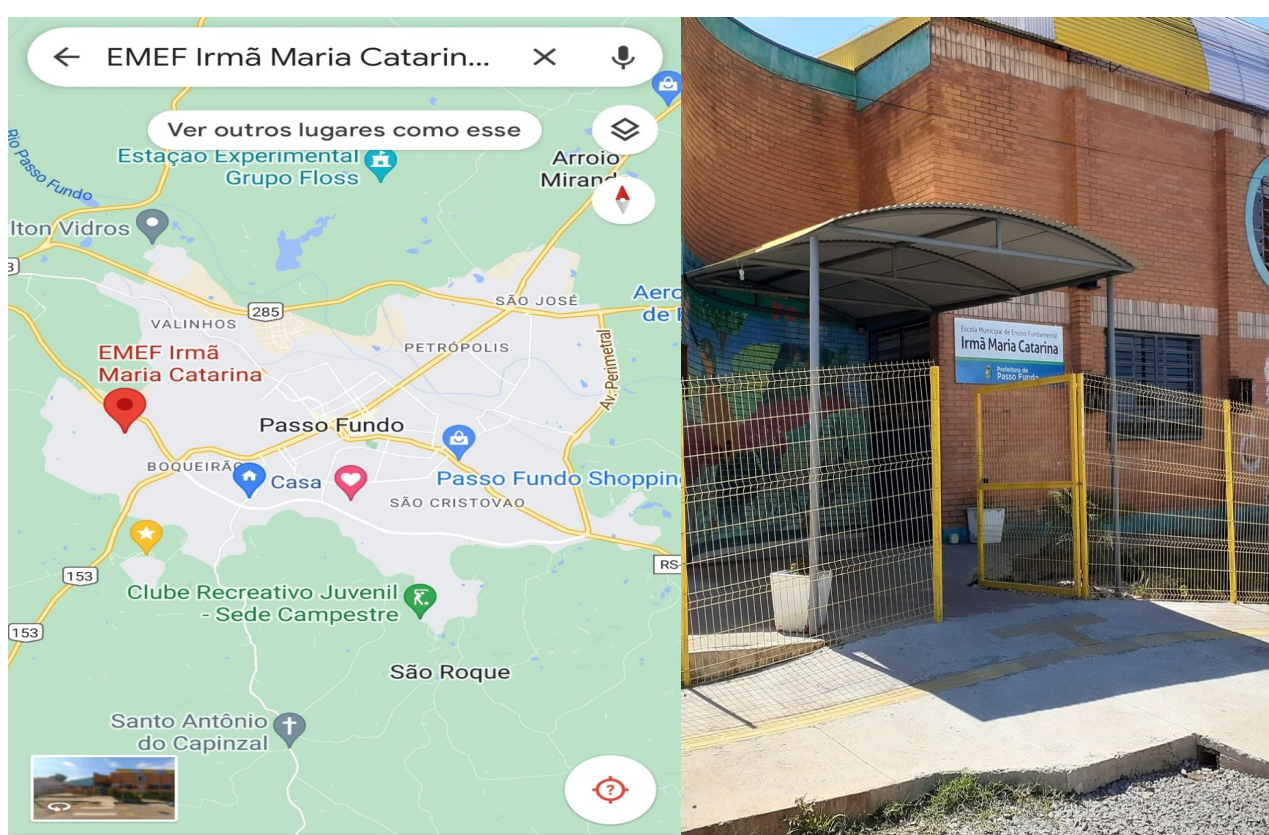 EMEF Irmã Maria Catarin...
Ver outros lugares como esse
Rio Passo Fundo
Estação Experimental
Grupo Floss
Arroio
lton Vidros
3
285
SÃO JOSÉ
Aero
de
VALINHOS
PETRÓPOLIS
EMEF Irmã
Maria Catarina
Av. Perimetral
Passo Fundo
BOQUEIRÃO
Casa
Passo Fundo Shoppin
SÃO CRISTOVAO
153
RS-
Clube Recreativo Juvenil
- Sede Campestre
153
São Roque
Santo Antônio
do Capinzal
?
Escola Municipal de Ensino Fundamental
Irmã Maria Catarina
Prefeitura de
Passo Fundo